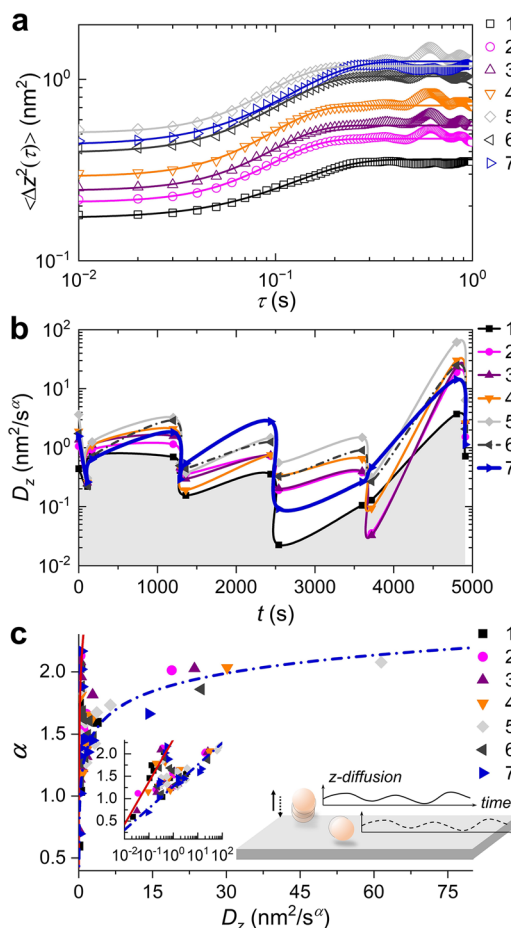 a
⟨Δz²(τ)⟩ (nm²)
10⁰
10⁻¹
10⁻² 10⁻¹ 10⁰
τ (s)
1
2
3
4
5
6
7
b
D_z (nm²/s^α)
10²
10¹
10⁰
10⁻¹
10⁻²
0 1000 2000 3000 4000 5000
t (s)
1
2
3
4
5
6
7
c
α
2.0
1.5
1.0
0.5
0 15 30 45 60 75
D_z (nm²/s^α)
1
2
3
4
5
6
7
2.0
1.5
1.0
0.5
10⁻² 10⁻¹ 10⁰ 10¹ 10²
z-diffusion
time